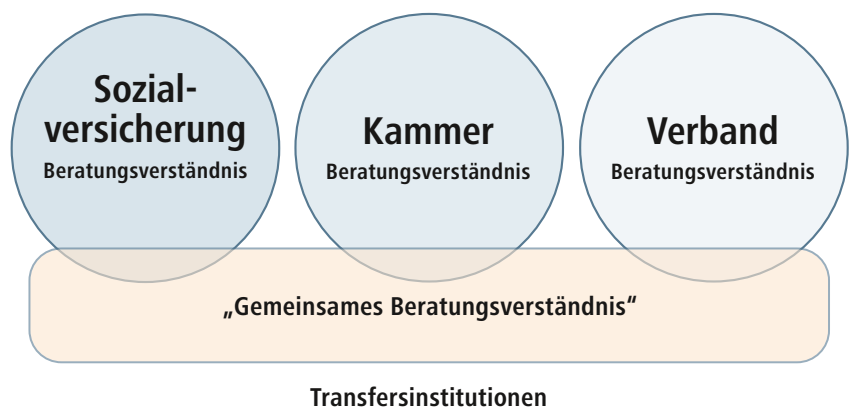 Sozial-
versicherung
Beratungsverständnis
Kammer
Beratungsverständnis
Verband
Beratungsverständnis
„Gemeinsames Beratungsverständnis“
Transfersinstitutionen